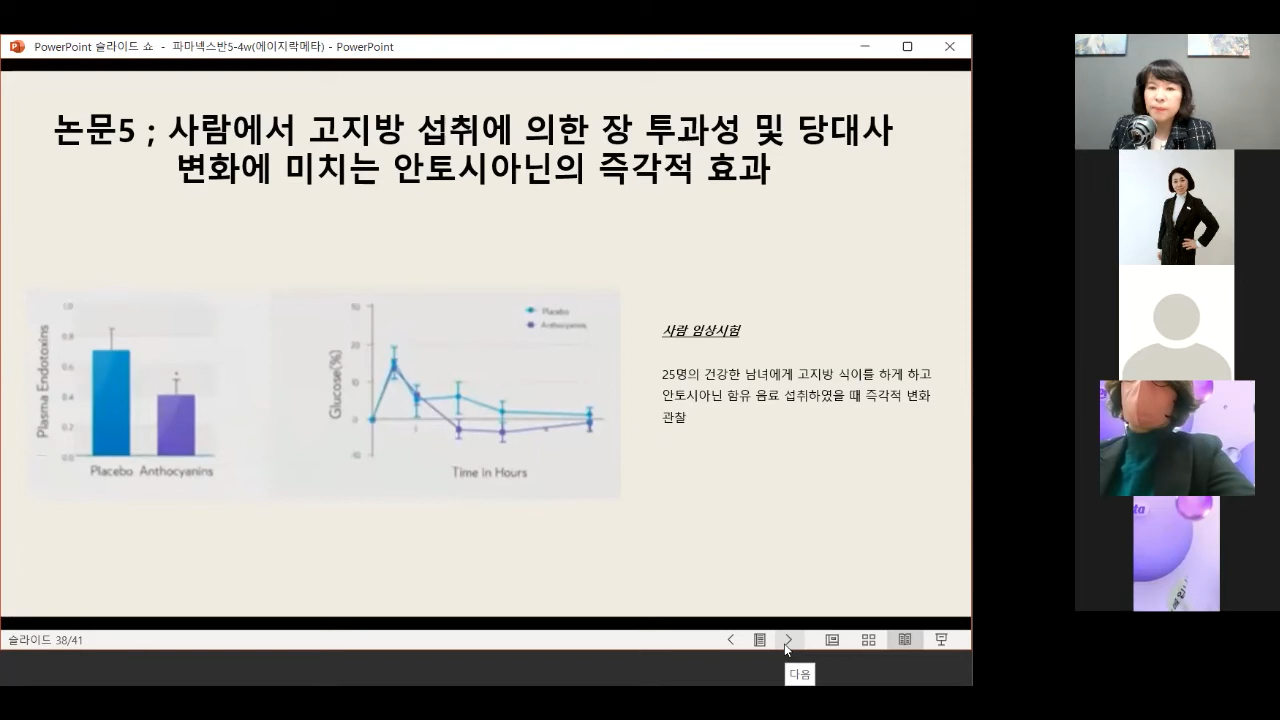 PowerPoint 슬라이드 쇼 - 파마넥스반5-4w(에이지락메타) - PowerPoint
논문5 ; 사람에서 고지방 섭취에 의한 장 투과성 및 당대사
변화에 미치는 안토시아닌의 즉각적 효과
Plasma Endotoxins
1.0
0.8
0.6
0.4
0.2
0.0
Placebo Anthocyanins
Glucose(%)
20
0
Placebo
Anthocyanins
Time in Hours
사람 임상시험
25명의 건강한 남녀에게 고지방 식이를 하게 하고
안토시아닌 함유 음료 섭취하였을 때 즉각적 변화
관찰
슬라이드 38/41
다음
ta